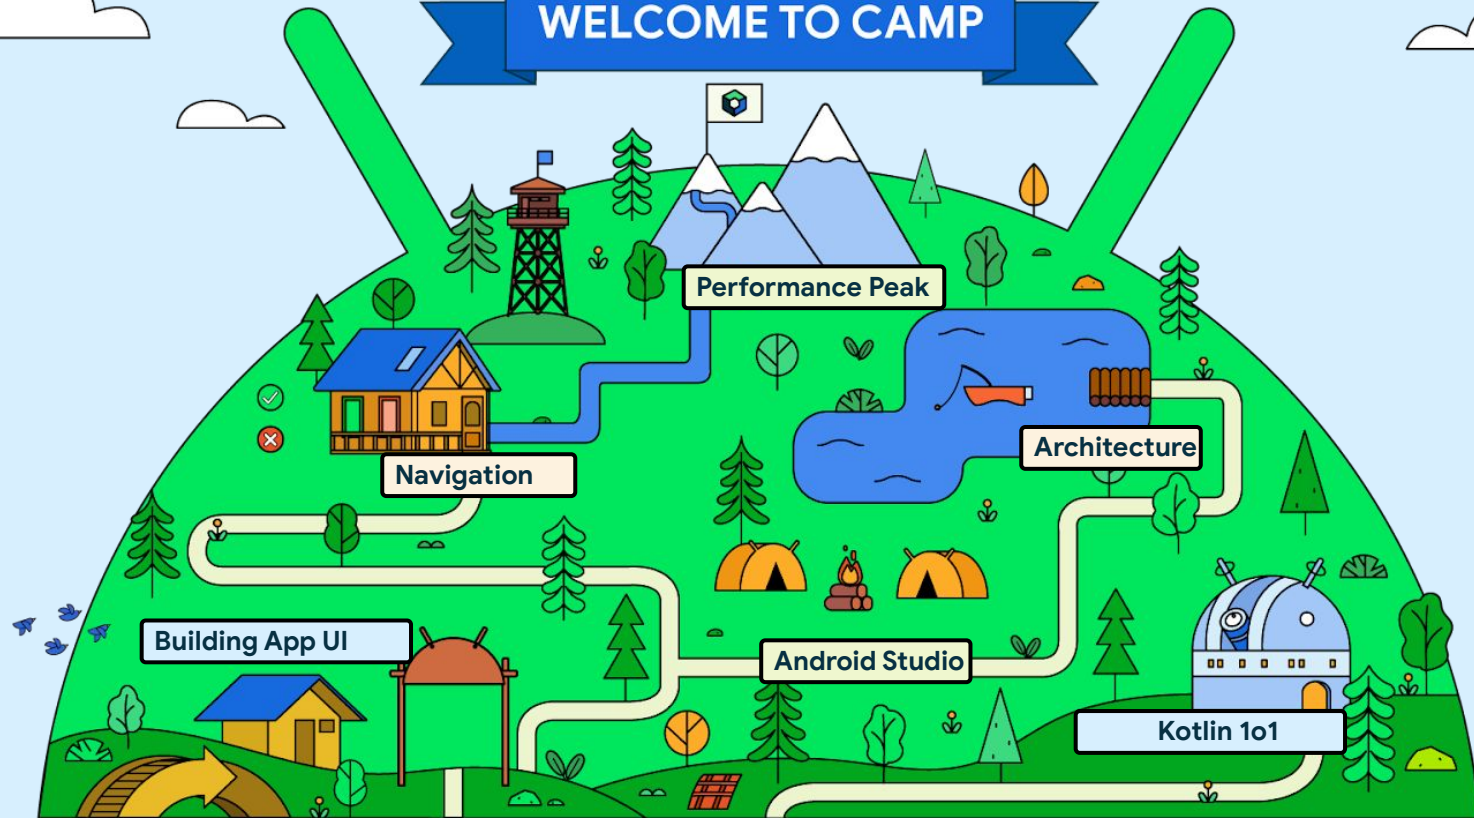 WELCOME TO CAMP
Performance Peak
Architecture
Navigation
Building App UI
Android Studio
Kotlin 1o1